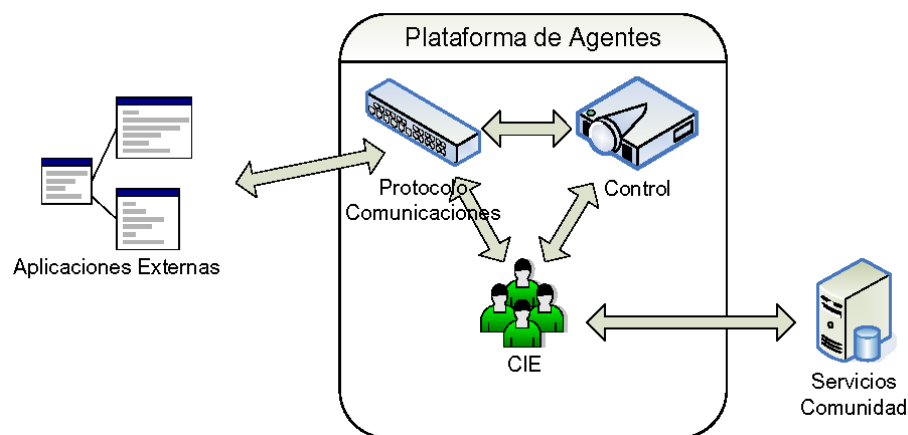 Plataforma de Agentes
Protocolo
Comunicaciones
Control
Aplicaciones Externas
CIE
Servicios
Comunidad